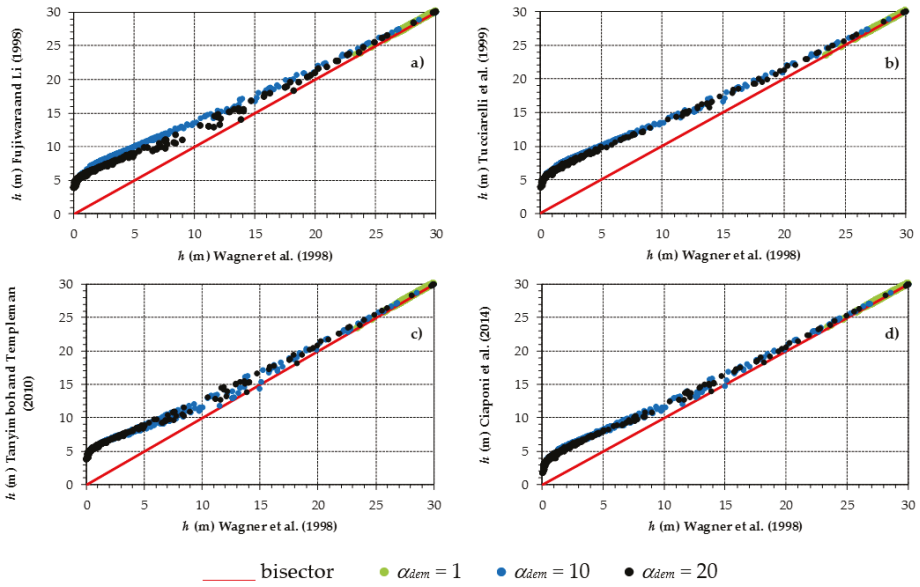 30
25
20
15
10
5
0
h (m) Fujiwara and Li (1998)
a)
0 5 10 15 20 25 30
h (m) Wagner et al. (1998)
30
25
20
15
10
5
0
h (m) Tucciarelli et al. (1999)
b)
0 5 10 15 20 25 30
h (m) Wagner et al. (1998)
30
25
20
15
10
5
0
h (m) Tanyimboh and Templeman
(2010)
c)
0 5 10 15 20 25 30
h (m) Wagner et al. (1998)
30
25
20
15
10
5
0
h (m) Ciaponi et al. (2014)
d)
0 5 10 15 20 25 30
h (m) Wagner et al. (1998)
bisector αdem = 1 αdem = 10 αdem = 20